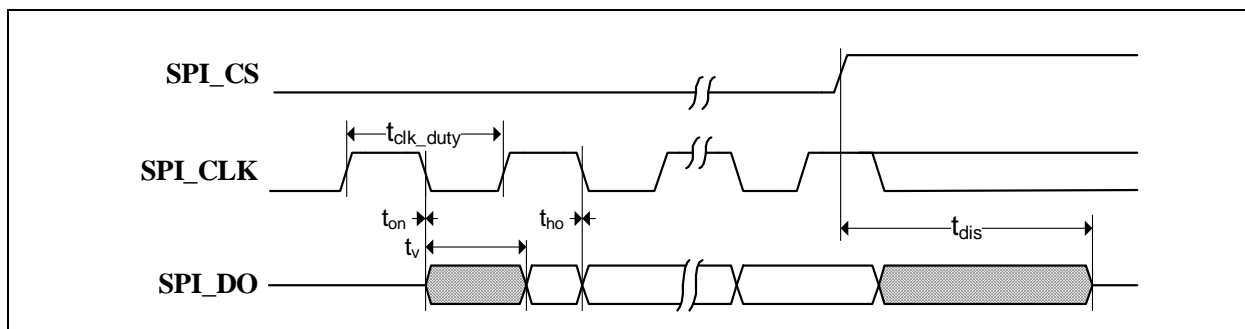 SPI_CS
t_clk_duty
SPI_CLK
t_on
t_ho
t_v
t_dis
SPI_DO